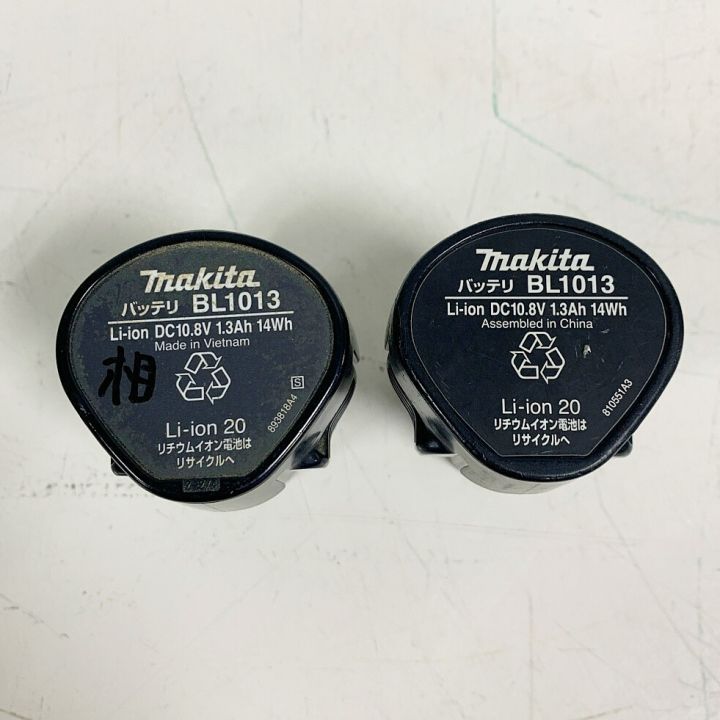 makita
バッテリ BL1013
Li-ion DC10.8V 1.3Ah 14Wh
Made in Vietnam
相
S
893818A4
Li-ion 20
リチウムイオン電池は
リサイクルへ
makita
バッテリ BL1013
Li-ion DC10.8V 1.3Ah 14Wh
Assembled in China
810551A3
Li-ion 20
リチウムイオン電池は
リサイクルへ